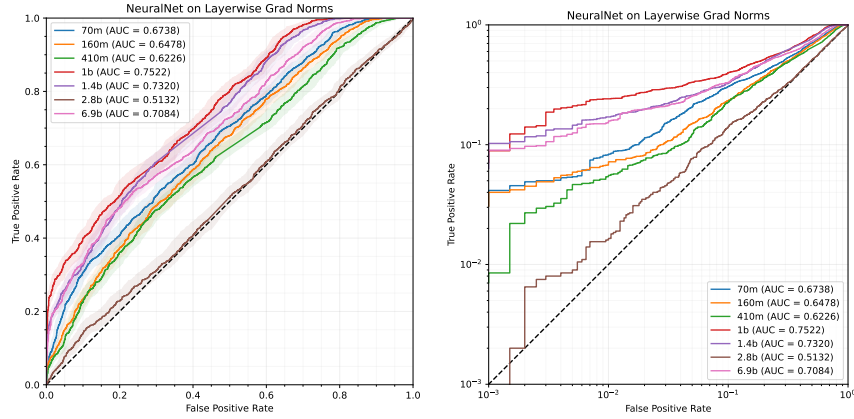 NeuralNet on Layerwise Grad Norms
70m (AUC = 0.6738)
160m (AUC = 0.6478)
410m (AUC = 0.6226)
1b (AUC = 0.7522)
1.4b (AUC = 0.7320)
2.8b (AUC = 0.5132)
6.9b (AUC = 0.7084)
1.0
0.8
0.6
0.4
0.2
0.0
True Positive Rate
0.0 0.2 0.4 0.6 0.8 1.0
False Positive Rate
NeuralNet on Layerwise Grad Norms
10⁰
10⁻¹
10⁻²
10⁻³
True Positive Rate
70m (AUC = 0.6738)
160m (AUC = 0.6478)
410m (AUC = 0.6226)
1b (AUC = 0.7522)
1.4b (AUC = 0.7320)
2.8b (AUC = 0.5132)
6.9b (AUC = 0.7084)
10⁻³ 10⁻² 10⁻¹ 10⁰
False Positive Rate